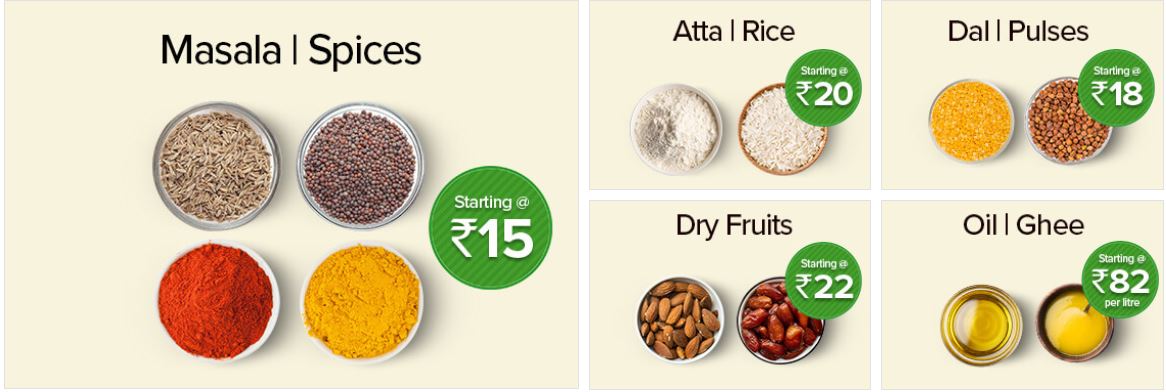 Masala | Spices
Starting @
₹15
Atta | Rice
Starting @
₹20
Dal | Pulses
Starting @
₹18
Dry Fruits
Starting @
₹22
Oil | Ghee
Starting @
₹82
per litre